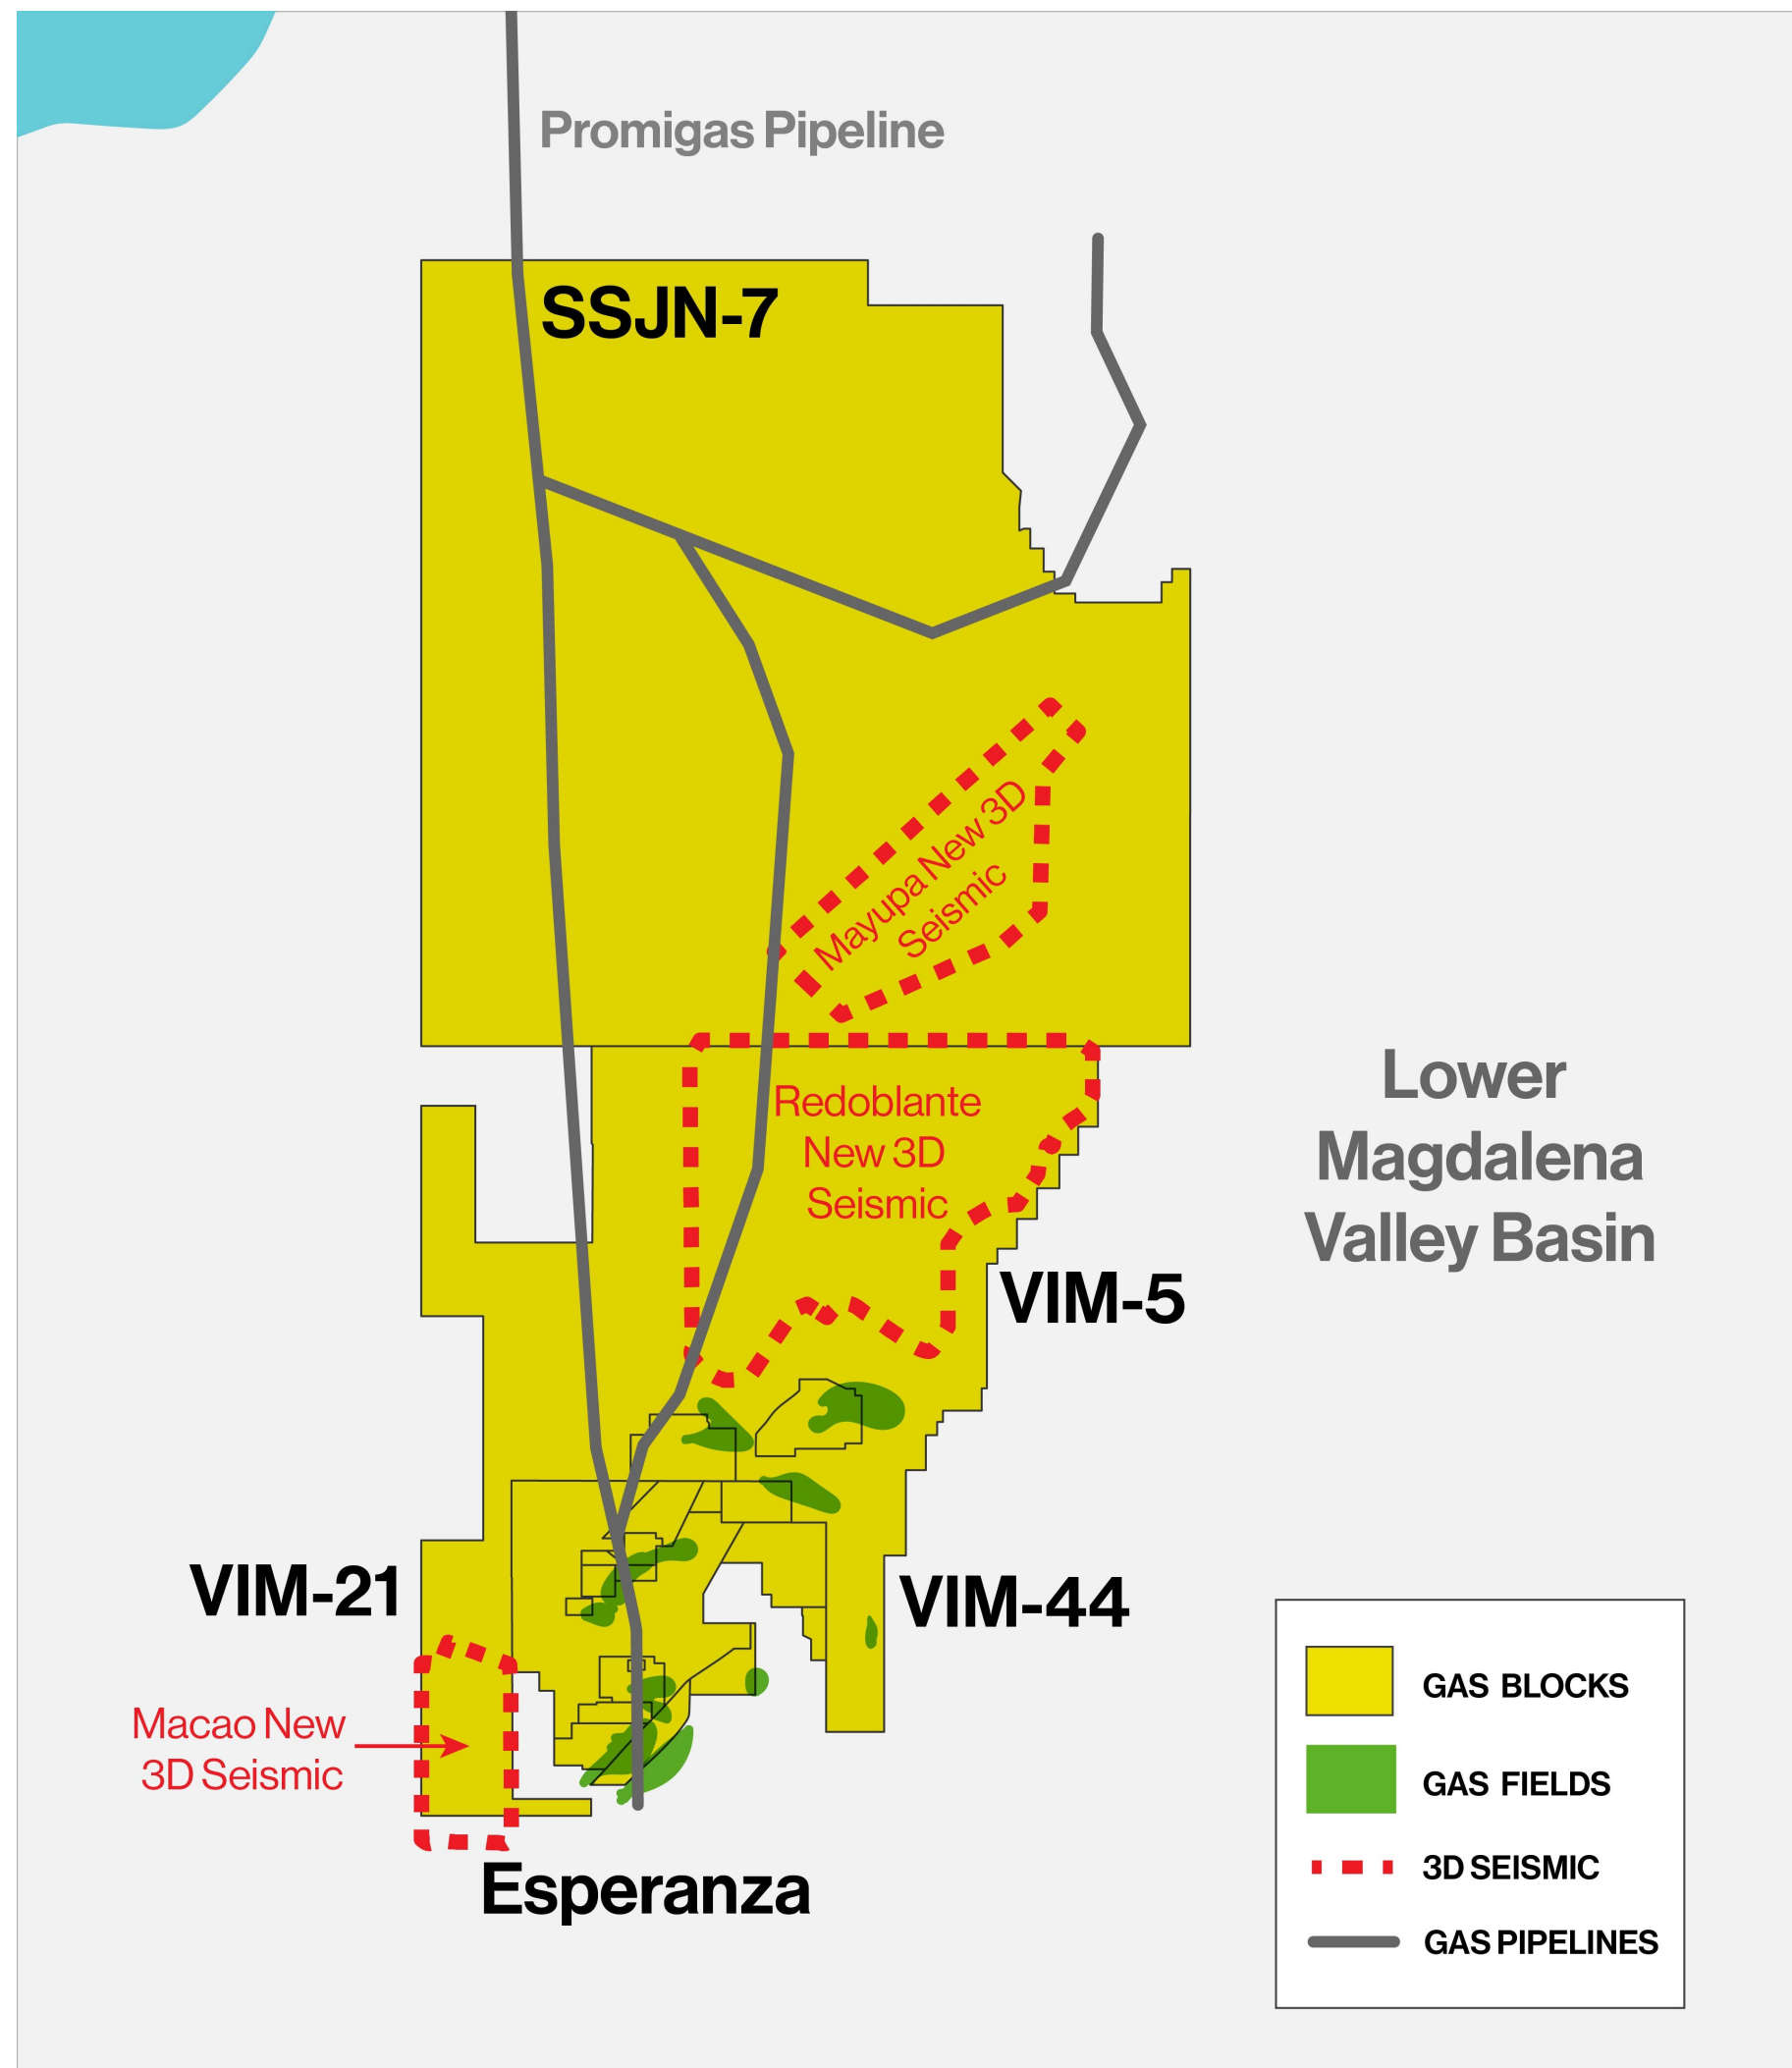 Promigas Pipeline
SSJN-7
Mayupa New 3D
Seismic
Lower
Magdalena
Valley Basin
Redoblante
New 3D
Seismic
VIM-5
VIM-21
VIM-44
Macao New
3D Seismic
Esperanza
GAS BLOCKS
GAS FIELDS
3D SEISMIC
GAS PIPELINES